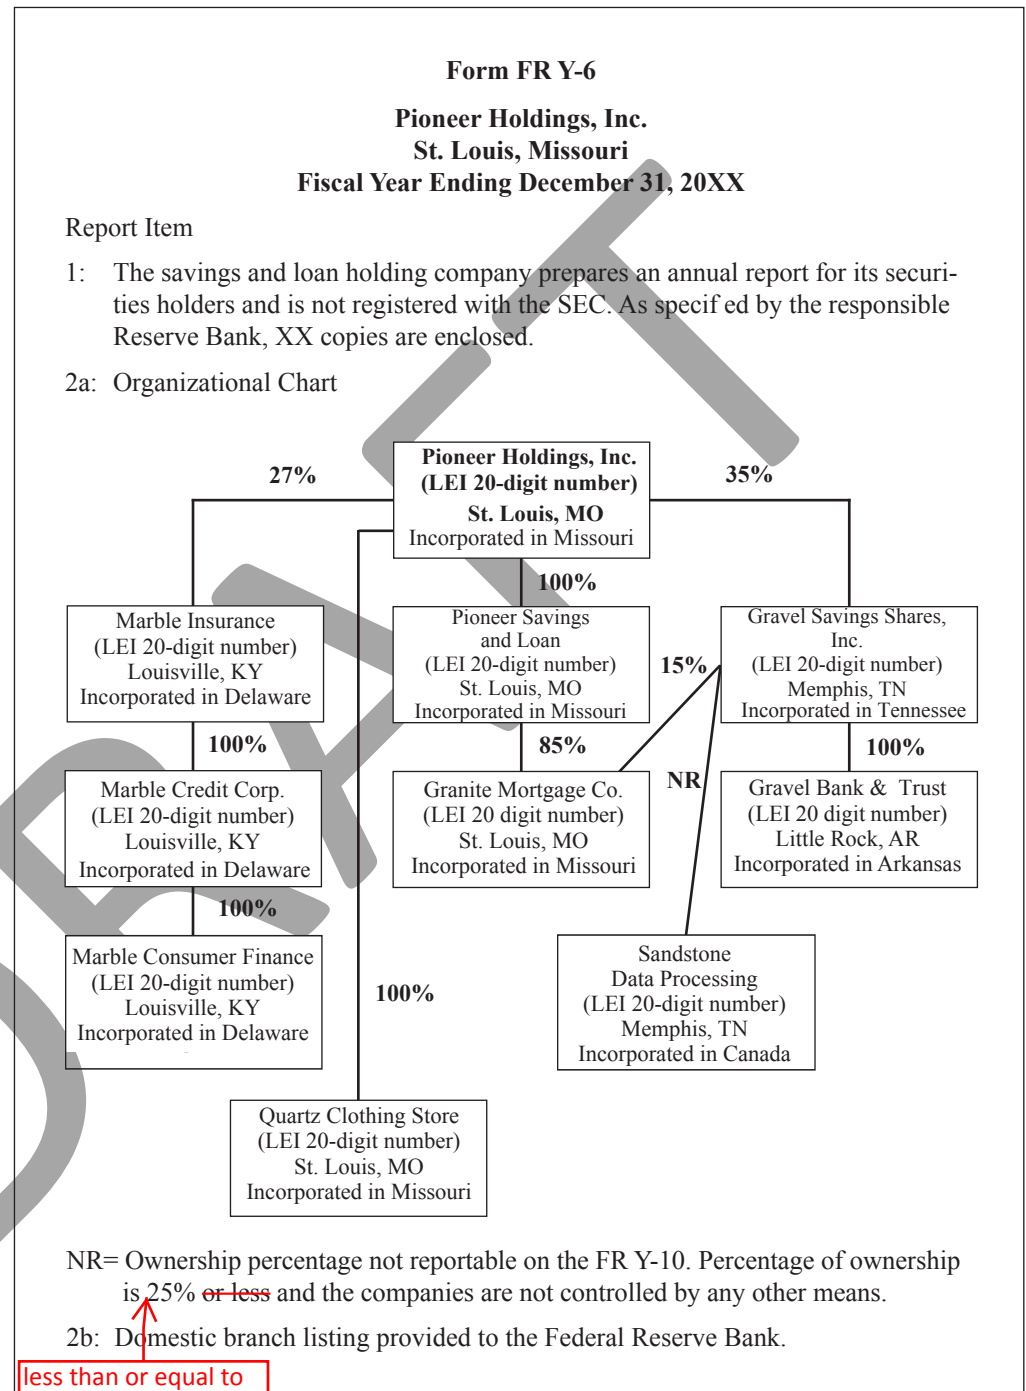 Form FR Y-6
Pioneer Holdings, Inc.
St. Louis, Missouri
Fiscal Year Ending December 31, 20XX
Report Item
1: The savings and loan holding company prepares an annual report for its securi-
ties holders and is not registered with the SEC. As specif ed by the responsible
Reserve Bank, XX copies are enclosed.
2a: Organizational Chart
Pioneer Holdings, Inc.
(LEI 20-digit number)
St. Louis, MO
Incorporated in Missouri
27%
35%
100%
Marble Insurance
(LEI 20-digit number)
Louisville, KY
Incorporated in Delaware
Pioneer Savings
and Loan
(LEI 20-digit number)
St. Louis, MO
Incorporated in Missouri
15%
Gravel Savings Shares,
Inc.
(LEI 20-digit number)
Memphis, TN
Incorporated in Tennessee
100%
85%
NR
100%
Marble Credit Corp.
(LEI 20-digit number)
Louisville, KY
Incorporated in Delaware
Granite Mortgage Co.
(LEI 20 digit number)
St. Louis, MO
Incorporated in Missouri
Gravel Bank & Trust
(LEI 20 digit number)
Little Rock, AR
Incorporated in Arkansas
100%
Marble Consumer Finance
(LEI 20-digit number)
Louisville, KY
Incorporated in Delaware
100%
Sandstone
Data Processing
(LEI 20-digit number)
Memphis, TN
Incorporated in Canada
Quartz Clothing Store
(LEI 20-digit number)
St. Louis, MO
Incorporated in Missouri
NR= Ownership percentage not reportable on the FR Y-10. Percentage of ownership
is 25% or less and the companies are not controlled by any other means.
2b: Domestic branch listing provided to the Federal Reserve Bank.
less than or equal to
DRAFT